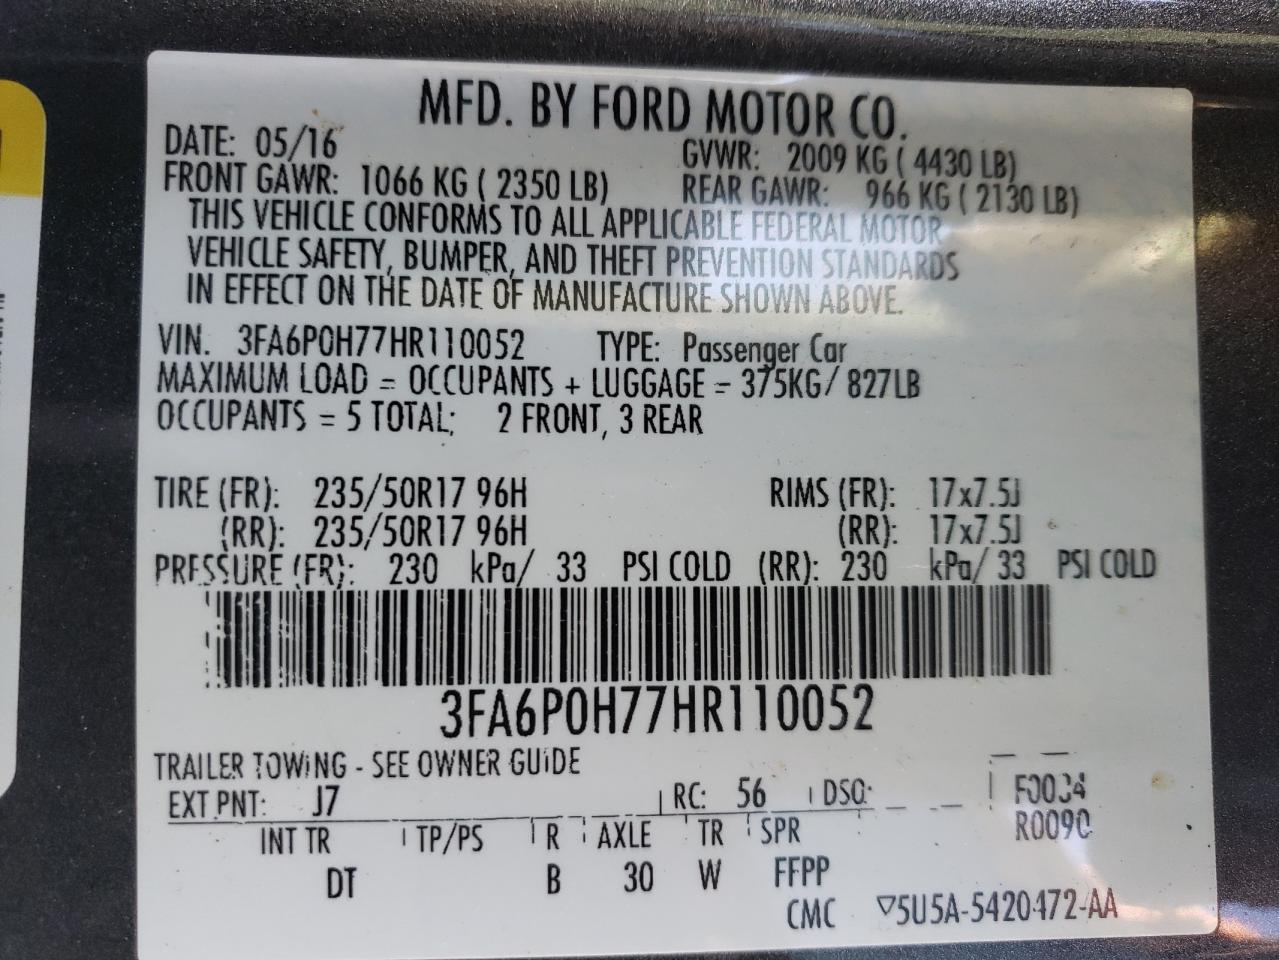 MFD. BY FORD MOTOR CO.
DATE: 05/16 GVWR: 2009 KG ( 4430 LB)
FRONT GAWR: 1066 KG ( 2350 LB) REAR GAWR: 966 KG ( 2130 LB)
THIS VEHICLE CONFORMS TO ALL APPLICABLE FEDERAL MOTOR
VEHICLE SAFETY, BUMPER, AND THEFT PREVENTION STANDARDS
IN EFFECT ON THE DATE OF MANUFACTURE SHOWN ABOVE.
VIN. 3FA6P0H77HR110052 TYPE: Passenger Car
MAXIMUM LOAD = OCCUPANTS + LUGGAGE = 375KG/ 827LB
OCCUPANTS = 5 TOTAL; 2 FRONT, 3 REAR
TIRE (FR): 235/50R17 96H RIMS (FR): 17x7.5J
(RR): 235/50R17 96H (RR): 17x7.5J
PRESSURE (FR): 230 kPa/ 33 PSI COLD (RR): 230 kPa/ 33 PSI COLD
3FA6P0H77HR110052
TRAILER TOWING - SEE OWNER GUIDE
EXT PNT: J7 RC: 56 DSO: F0034
INT TR TP/PS R AXLE TR SPR R0090
DT B 30 W FFPP
CMC ▽5U5A-5420472-AA